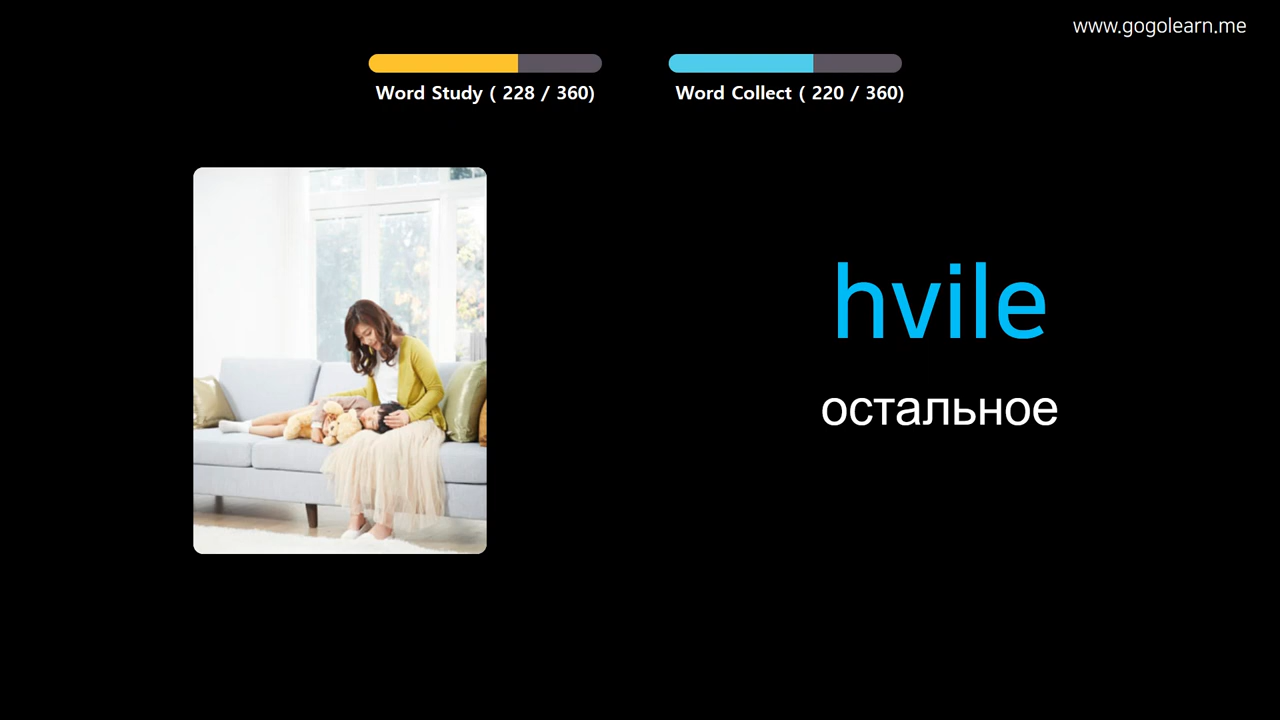 www.gogolearn.me
Word Study ( 228 / 360)
Word Collect ( 220 / 360)
hvile
остальное